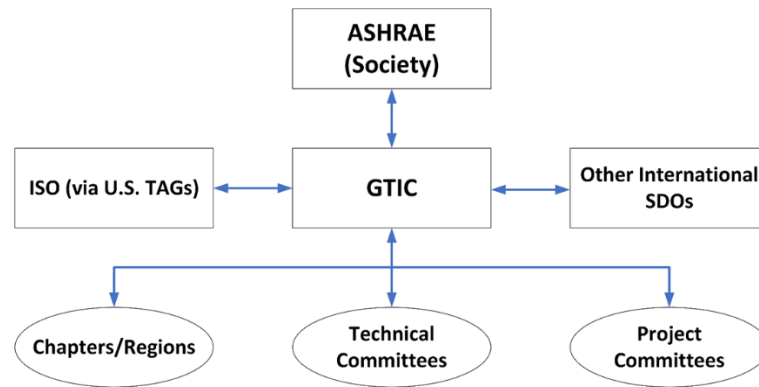 ASHRAE
(Society)
ISO (via U.S. TAGs)
GTIC
Other International
SDOs
Chapters/Regions
Technical
Committees
Project
Committees